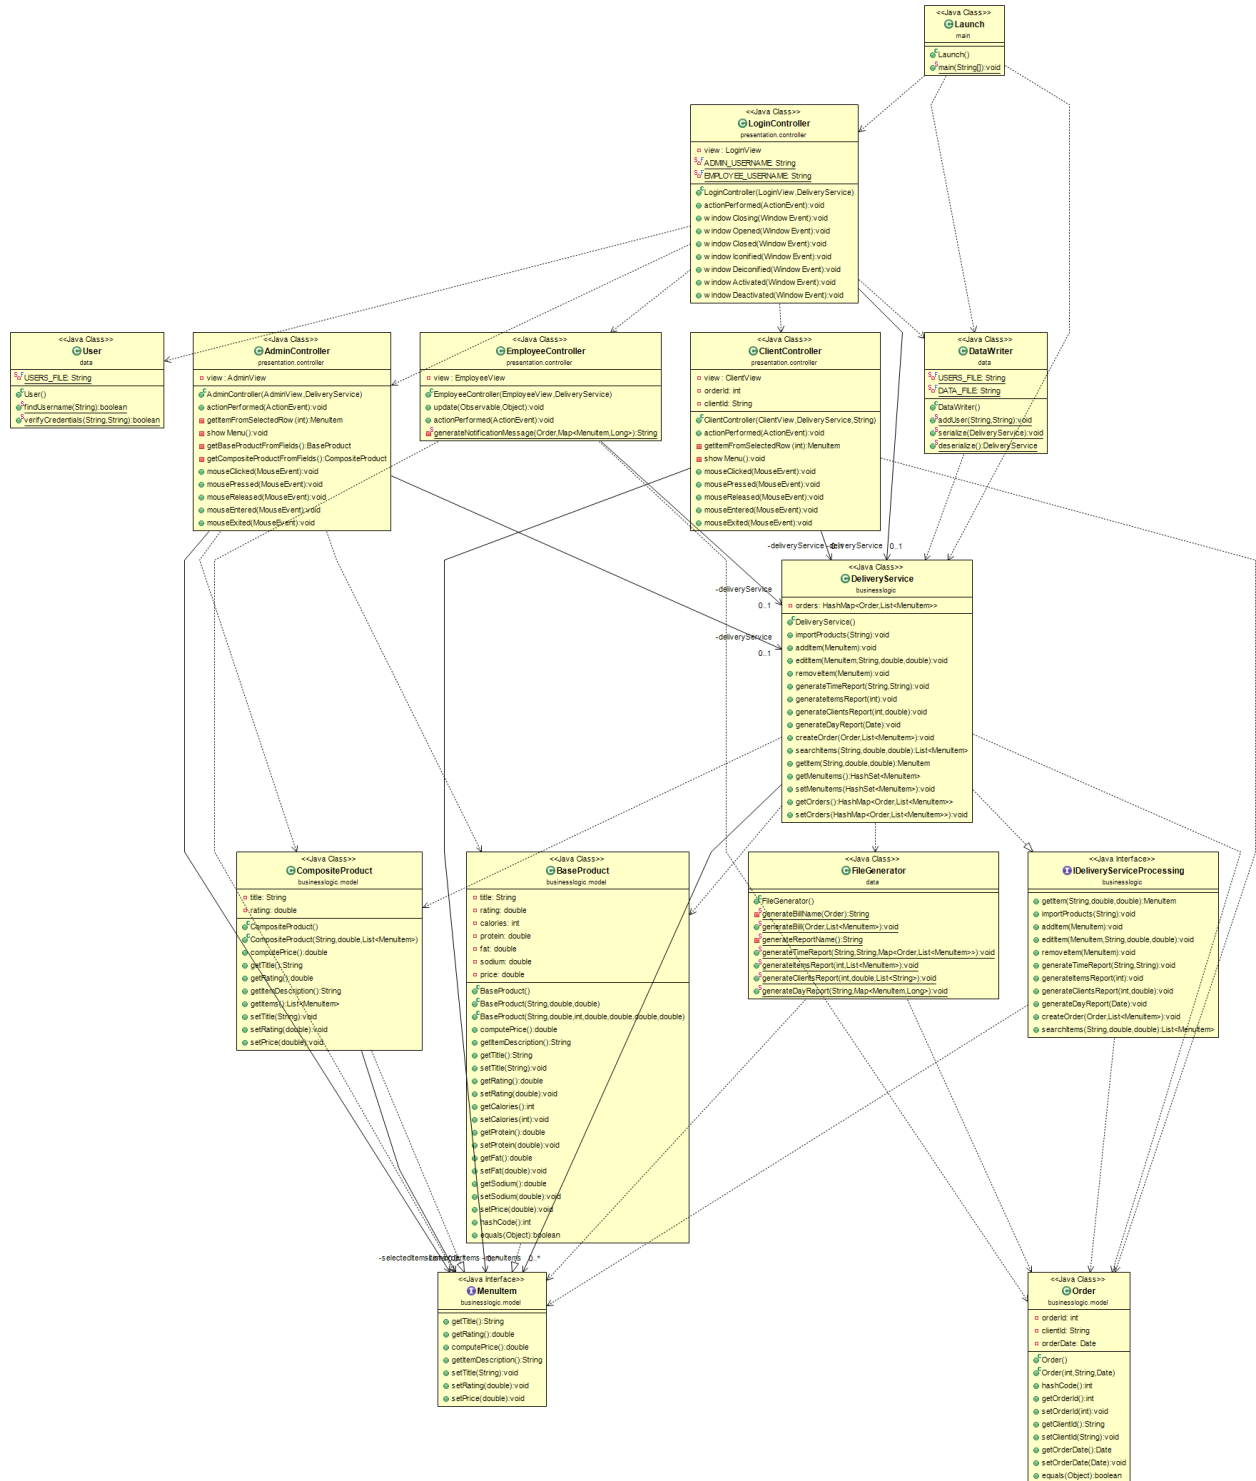 <<Java Class>>
Launch
main
Launch()
main(String[]):void
<<Java Class>>
LoginController
presentation.controller
view: LoginView
ADMIN_USERNAME: String
EMPLOYEE_USERNAME: String
LoginController(LoginView,DeliveryService)
actionPerformed(ActionEvent):void
windowClosing(WindowEvent):void
windowOpened(WindowEvent):void
windowClosed(WindowEvent):void
windowIconified(WindowEvent):void
windowDeiconified(WindowEvent):void
windowActivated(WindowEvent):void
windowDeactivated(WindowEvent):void
<<Java Class>>
User
data
USERS_FILE: String
User()
findUsername(String):boolean
verifyCredentials(String,String):boolean
<<Java Class>>
AdminController
presentation.controller
view: AdminView
AdminController(AdminView,DeliveryService)
actionPerformed(ActionEvent):void
getItemFromSelectedRow(int):MenuItem
showMenu():void
getBaseProductFromFields():BaseProduct
getCompositeProductFromFields():CompositeProduct
mouseClicked(MouseEvent):void
mousePressed(MouseEvent):void
mouseReleased(MouseEvent):void
mouseEntered(MouseEvent):void
mouseExited(MouseEvent):void
<<Java Class>>
EmployeeController
presentation.controller
view: EmployeeView
EmployeeController(EmployeeView,DeliveryService)
update(Observable,Object):void
actionPerformed(ActionEvent):void
generateNotificationMessage(Order,Map<MenuItem,Long>):String
<<Java Class>>
ClientController
presentation.controller
view: ClientView
orderId: int
clientId: String
ClientController(ClientView,DeliveryService,String)
actionPerformed(ActionEvent):void
getItemFromSelectedRow(int):MenuItem
showMenu():void
mouseClicked(MouseEvent):void
mousePressed(MouseEvent):void
mouseReleased(MouseEvent):void
mouseEntered(MouseEvent):void
mouseExited(MouseEvent):void
<<Java Class>>
DataWriter
data
USERS_FILE: String
DATA_FILE: String
DataWriter()
addUser(String,String):void
serialize(DeliveryService):void
deserialize():DeliveryService
-deliveryService
-deliveryService
0..1
0..1
-deliveryService
0..1
-deliveryService
0..1
<<Java Class>>
DeliveryService
businesslogic
orders: HashMap<Order,List<MenuItem>>
DeliveryService()
importProducts(String):void
addItem(MenuItem):void
editItem(MenuItem,String,double,double):void
removeItem(MenuItem):void
generateTimeReport(String,String):void
generateItemsReport(int):void
generateClientsReport(int,double):void
generateDayReport(Date):void
createOrder(Order,List<MenuItem>):void
searchItems(String,double,double):List<MenuItem>
getItem(String,double,double):MenuItem
getMenuItems():HashSet<MenuItem>
setMenuItems(HashSet<MenuItem>):void
getOrders():HashMap<Order,List<MenuItem>>
setOrders(HashMap<Order,List<MenuItem>>):void
<<Java Class>>
CompositeProduct
businesslogic.model
title: String
rating: double
CompositeProduct()
CompositeProduct(String,double,List<MenuItem>)
computePrice():double
getTitle():String
getRating():double
getItemDescription():String
getItems():List<MenuItem>
setTitle(String):void
setRating(double):void
setPrice(double):void
<<Java Class>>
BaseProduct
businesslogic.model
title: String
rating: double
calories: int
protein: double
fat: double
sodium: double
price: double
BaseProduct()
BaseProduct(String,double,double)
BaseProduct(String,double,int,double,double,double,double)
computePrice():double
getItemDescription():String
getTitle():String
setTitle(String):void
getRating():double
setRating(double):void
getCalories():int
setCalories(int):void
getProtein():double
setProtein(double):void
getFat():double
setFat(double):void
getSodium():double
setSodium(double):void
setPrice(double):void
hashCode():int
equals(Object):boolean
<<Java Class>>
FileGenerator
data
FileGenerator()
generateBillName(Order):String
generateBill(Order,List<MenuItem>):void
generateReportName():String
generateTimeReport(String,String,Map<Order,List<MenuItem>>):void
generateItemsReport(int,List<MenuItem>):void
generateClientsReport(int,double,List<String>):void
generateDayReport(String,Map<MenuItem,Long>):void
<<Java Interface>>
IDeliveryServiceProcessing
businesslogic
getItem(String,double,double):MenuItem
importProducts(String):void
addItem(MenuItem):void
editItem(MenuItem,String,double,double):void
removeItem(MenuItem):void
generateTimeReport(String,String):void
generateItemsReport(int):void
generateClientsReport(int,double):void
generateDayReport(Date):void
createOrder(Order,List<MenuItem>):void
searchItems(String,double,double):List<MenuItem>
-selectedItems
-menuItems
0..*
<<Java Interface>>
MenuItem
businesslogic.model
getTitle():String
getRating():double
computePrice():double
getItemDescription():String
setTitle(String):void
setRating(double):void
setPrice(double):void
<<Java Class>>
Order
businesslogic.model
orderId: int
clientId: String
orderDate: Date
Order()
Order(int,String,Date)
hashCode():int
getOrderId():int
setOrderId(int):void
getClientId():String
setClientId(String):void
getOrderDate():Date
setOrderDate(Date):void
equals(Object):boolean